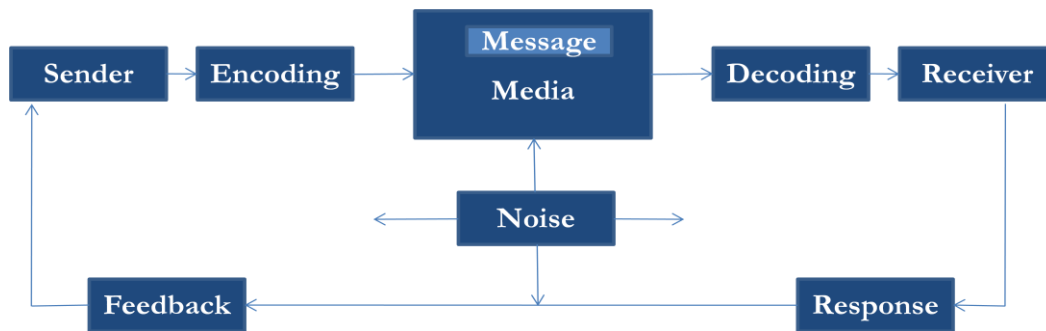 Message
Sender
Encoding
Media
Decoding
Receiver
Noise
Feedback
Response